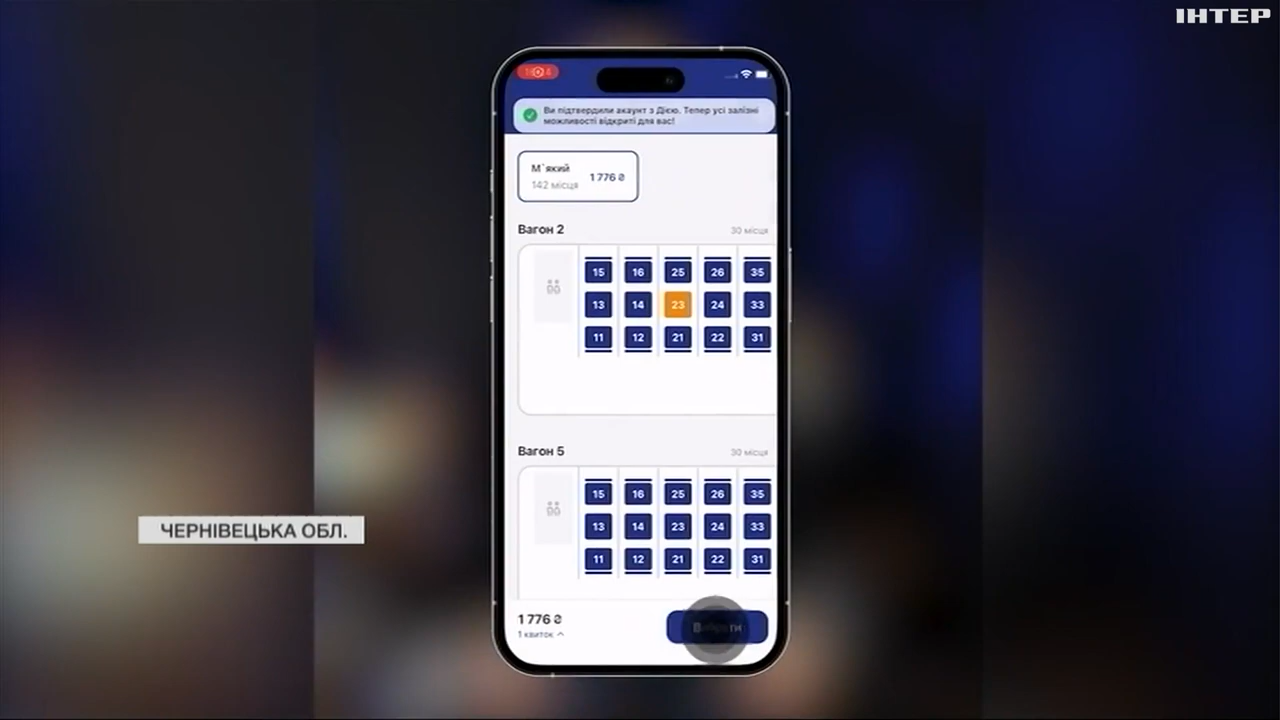 ІНТЕР
Ви підтвердили акаунт з Дією. Тепер усі залізні
можливості відкриті для вас!
М`який
142 місця
1 776 ₴
Вагон 2
30 місця
15 16 25 26 35
13 14 23 24 33
11 12 21 22 31
Вагон 5
30 місця
15 16 25 26 35
13 14 23 24 33
11 12 21 22 31
ЧЕРНІВЕЦЬКА ОБЛ.
1 776 ₴
1 квиток
Вибрати